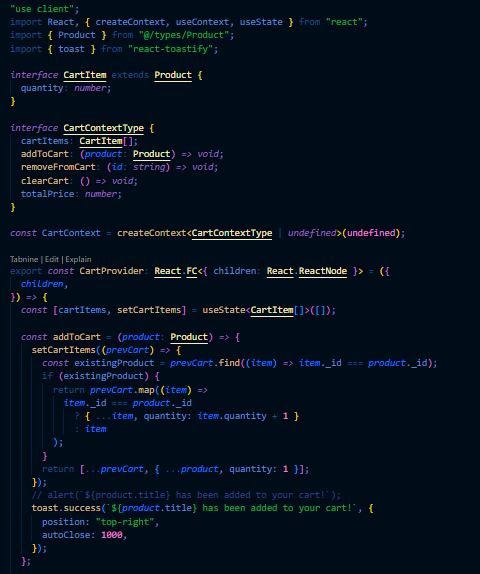 "use client";
import React, { createContext, useContext, useState } from "react";
import { Product } from "@/types/Product";
import { toast } from "react-toastify";

interface CartItem extends Product {
  quantity: number;
}

interface CartContextType {
  cartItems: CartItem[];
  addToCart: (product: Product) => void;
  removeFromCart: (id: string) => void;
  clearCart: () => void;
  totalPrice: number;
}

const CartContext = createContext<CartContextType | undefined>(undefined);

Tabnine | Edit | Explain
export const CartProvider: React.FC<{ children: React.ReactNode }> = ({
  children,
}) => {
  const [cartItems, setCartItems] = useState<CartItem[]>([]);

  const addToCart = (product: Product) => {
    setCartItems((prevCart) => {
      const existingProduct = prevCart.find((item) => item._id === product._id);
      if (existingProduct) {
        return prevCart.map((item) =>
          item._id === product._id
            ? { ...item, quantity: item.quantity + 1 }
            : item
        );
      }
      return [...prevCart, { ...product, quantity: 1 }];
    });
    // alert(`${product.title} has been added to your cart!`);
    toast.success(`${product.title} has been added to your cart!`, {
      position: "top-right",
      autoClose: 1000,
    });
  };